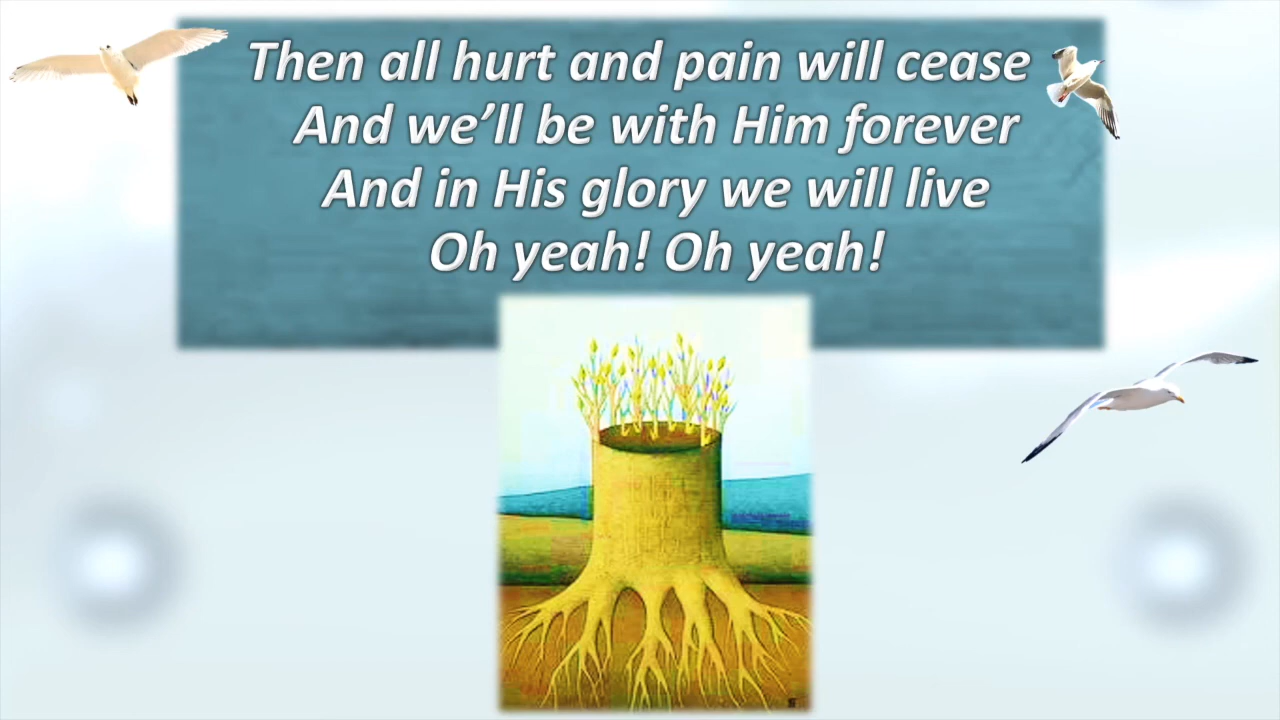 Then all hurt and pain will cease
And we’ll be with Him forever
And in His glory we will live
Oh yeah! Oh yeah!